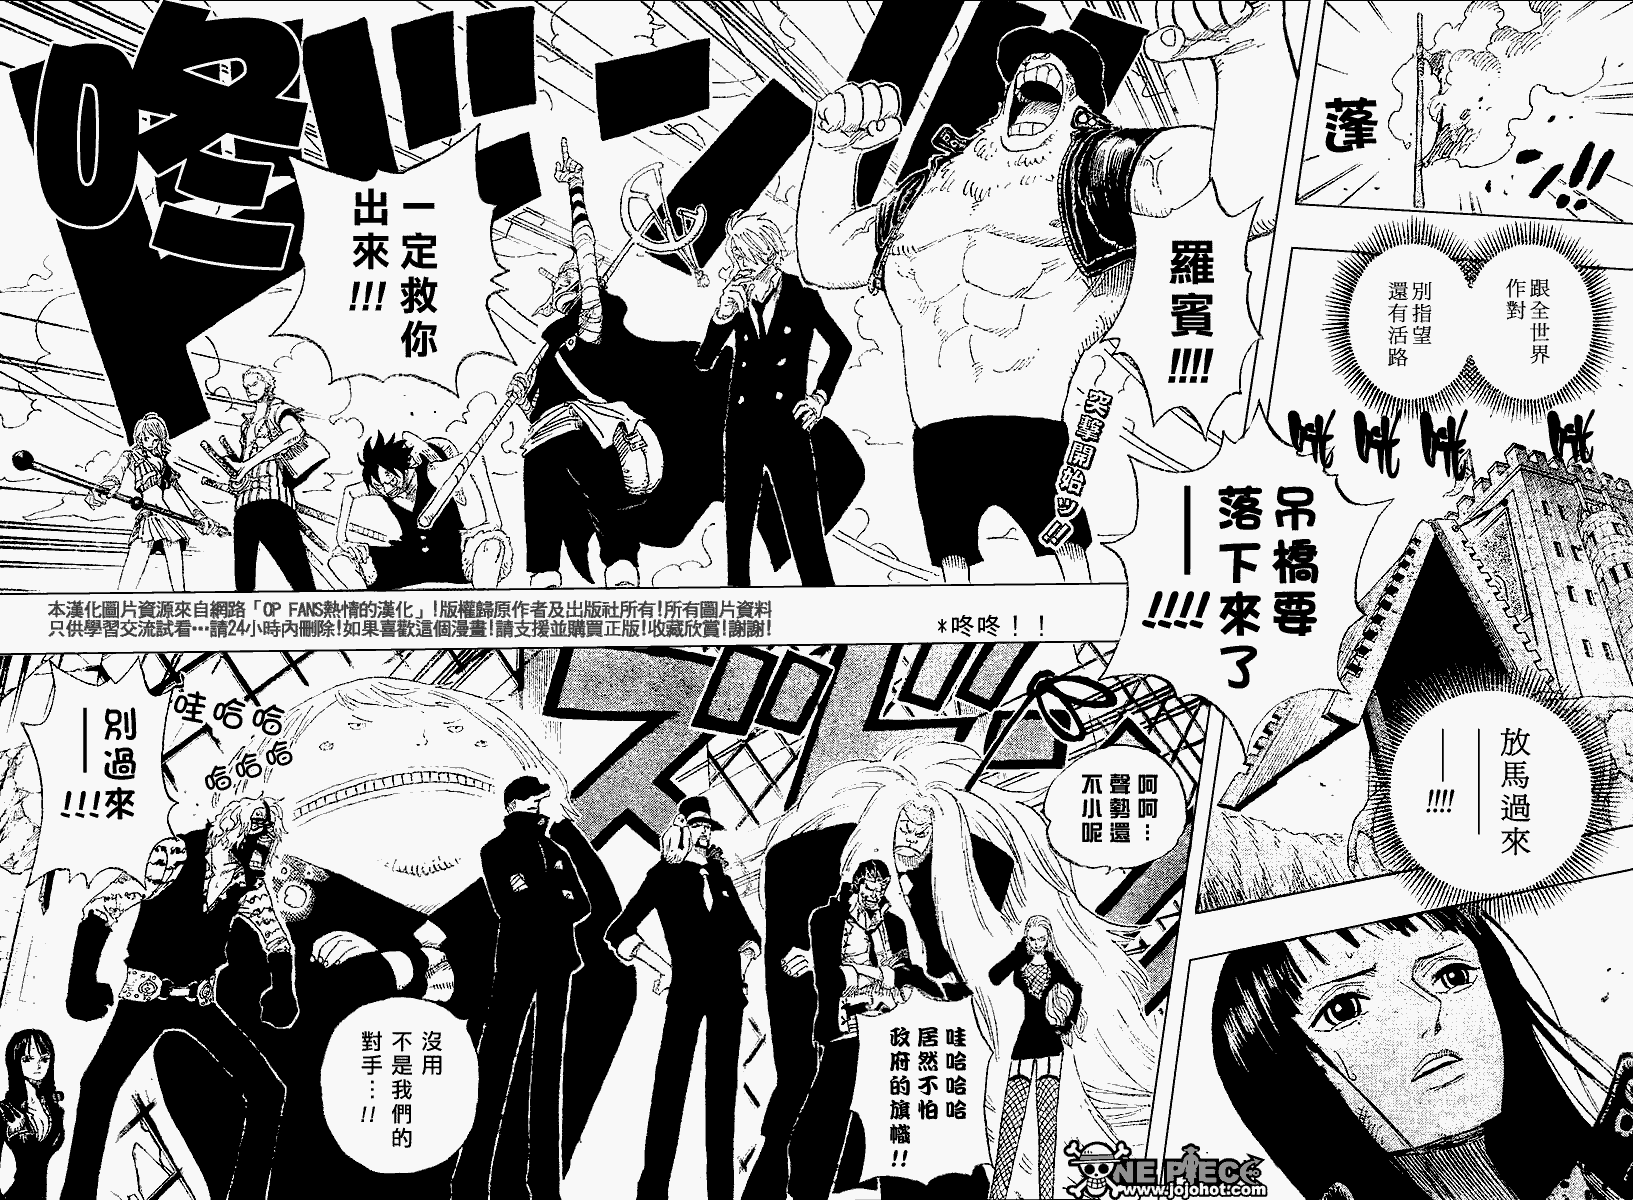 蓬
!!
跟全世界
作對
別指望
還有活路
咚 咚 咚 咚
放馬過來
——
——
!!!!
吊橋要
落下來了
——
!!!!
羅賓!!!!
突擊開始ッ!!
一定救你
出來!!!
咚
ドドン
*咚咚！！
本漢化圖片資源來自網路「OP FANS熱情的漢化」!版權歸原作者及出版社所有!所有圖片資料
只供學習交流試看…請24小時內刪除!如果喜歡這個漫畫!請支援並購買正版!收藏欣賞!謝謝!
呵呵…
聲勢還
不小呢
哇哈哈哈
居然不怕
政府的旗幟!!
沒用
不是我們的
對手…!!
哇哈哈
哈哈哈
別過來
——
!!!
ONE PIECE
www.jojohot.com